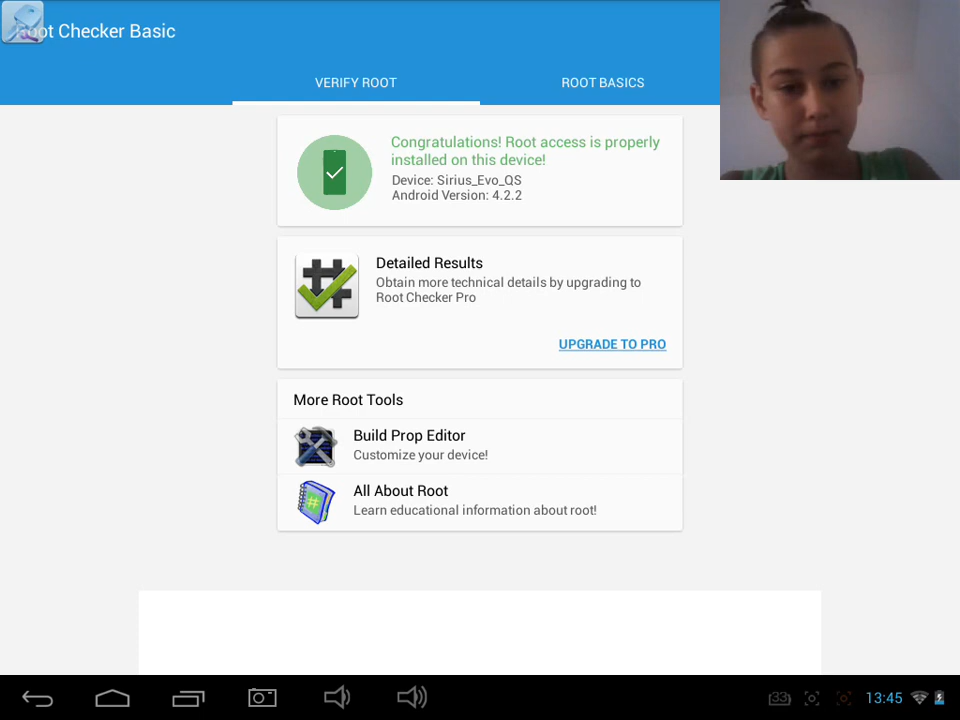 Root Checker Basic
VERIFY ROOT
ROOT BASICS
Congratulations! Root access is properly
installed on this device!
Device: Sirius_Evo_QS
Android Version: 4.2.2
Detailed Results
Obtain more technical details by upgrading to
Root Checker Pro
UPGRADE TO PRO
More Root Tools
Build Prop Editor
Customize your device!
All About Root
Learn educational information about root!
33
13:45